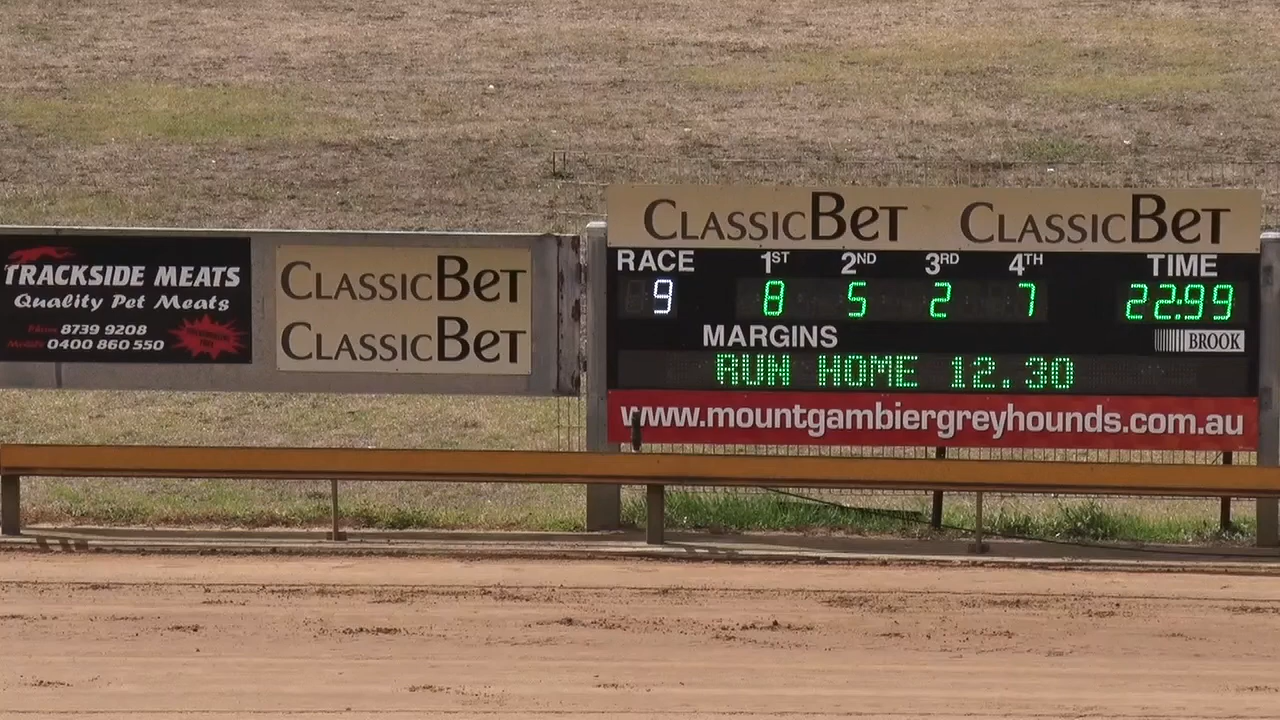 TRACKSIDE MEATS
Quality Pet Meats
Phone 8739 9208
Mobile 0400 860 550
CLASSICBET
CLASSICBET
CLASSICBET CLASSICBET
RACE 1ST 2ND 3RD 4TH TIME
9 8 5 2 7 22:99
MARGINS
BROOK
RUN HOME 12.30
www.mountgambiergreyhounds.com.au